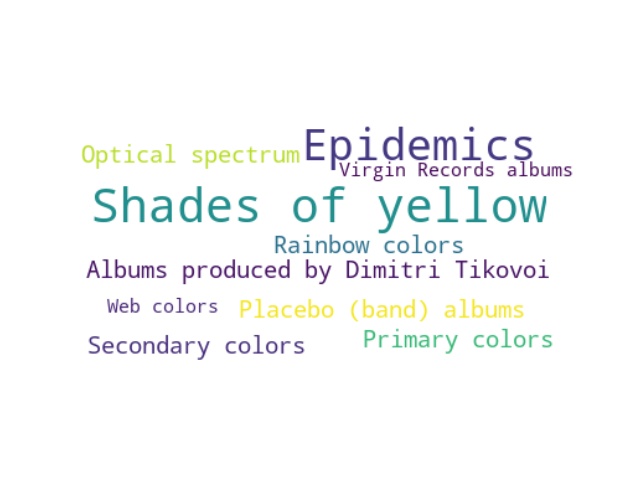 Optical spectrum
Epidemics
Virgin Records albums
Shades of yellow
Rainbow colors
Albums produced by Dimitri Tikovoi
Web colors
Placebo (band) albums
Secondary colors
Primary colors